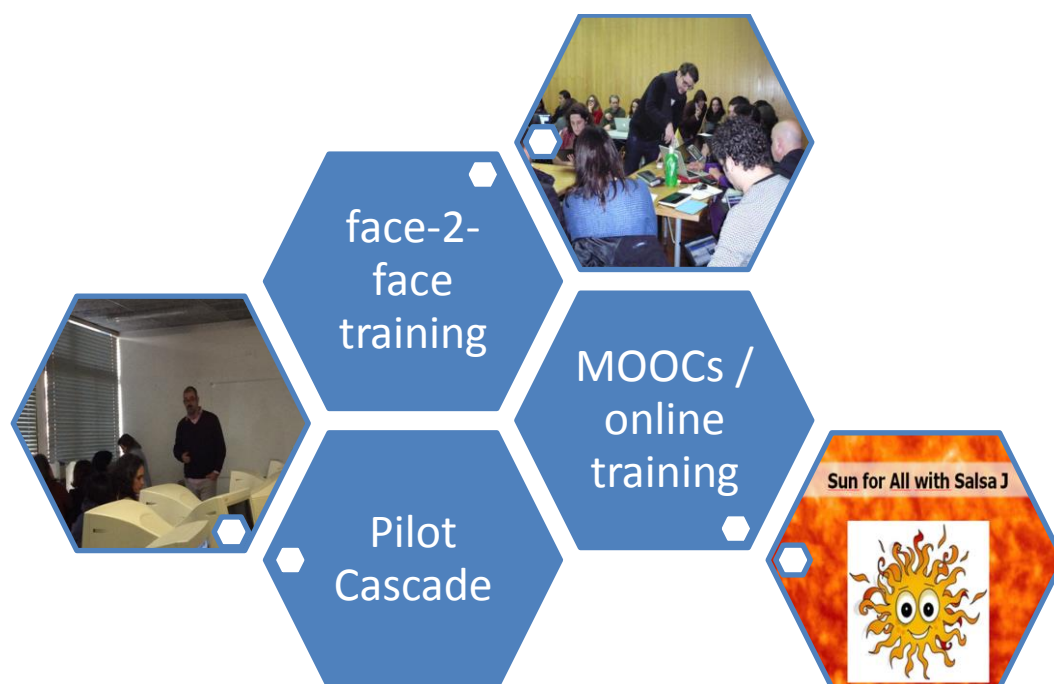 face-2-
face
training
MOOCs /
online
training
Pilot
Cascade
Sun for All with Salsa J